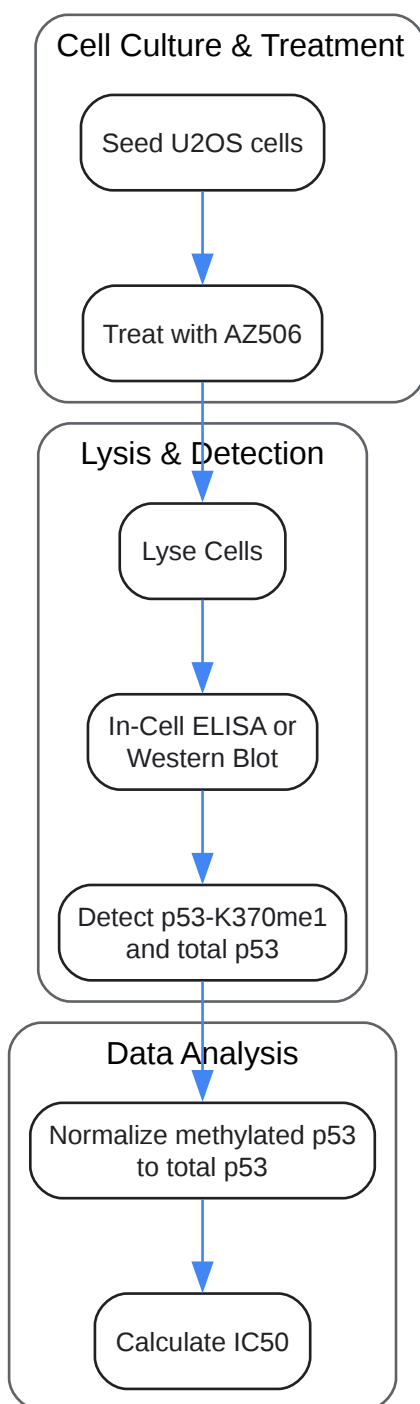 Cell Culture & Treatment
Seed U2OS cells
Treat with AZ506
Lysis & Detection
Lyse Cells
In-Cell ELISA or
Western Blot
Detect p53-K370me1
and total p53
Data Analysis
Normalize methylated p53
to total p53
Calculate IC50